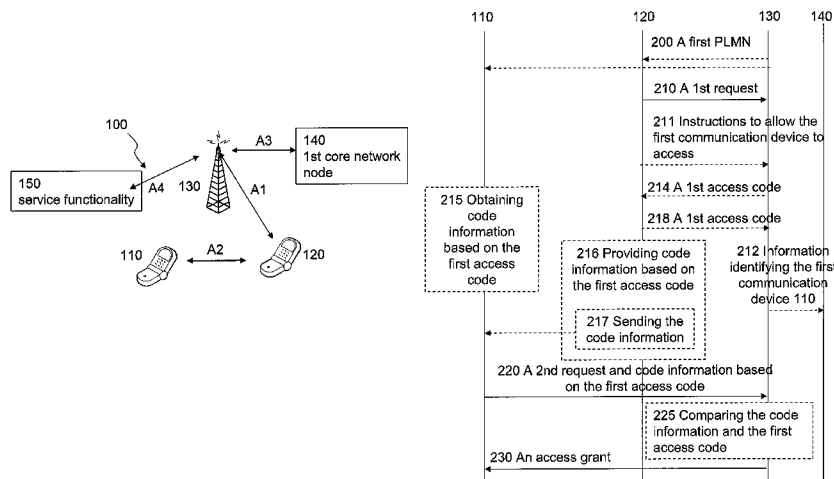 100
150
service functionality
A4
130
A3
140
1st core network
node
A1
110
A2
120
110
120
130
140
200 A first PLMN
210 A 1st request
211 Instructions to allow the
first communication device to
access
214 A 1st access code
218 A 1st access code
215 Obtaining
code
information
based on the
first access
code
216 Providing code
information based on
the first access code
212 Information
identifying the first
communication
device 110
217 Sending the
code information
220 A 2nd request and code information based
on the first access code
225 Comparing the code
information and the first
access code
230 An access grant